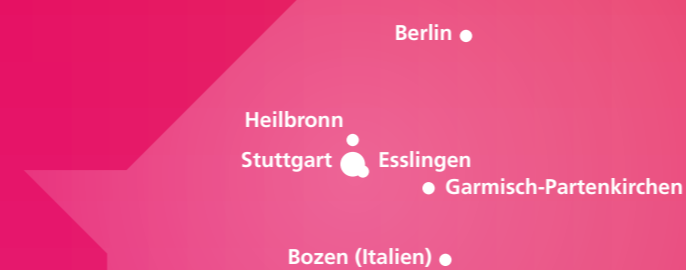 Berlin
Heilbronn
Stuttgart Esslingen
Garmisch-Partenkirchen
Bozen (Italien)